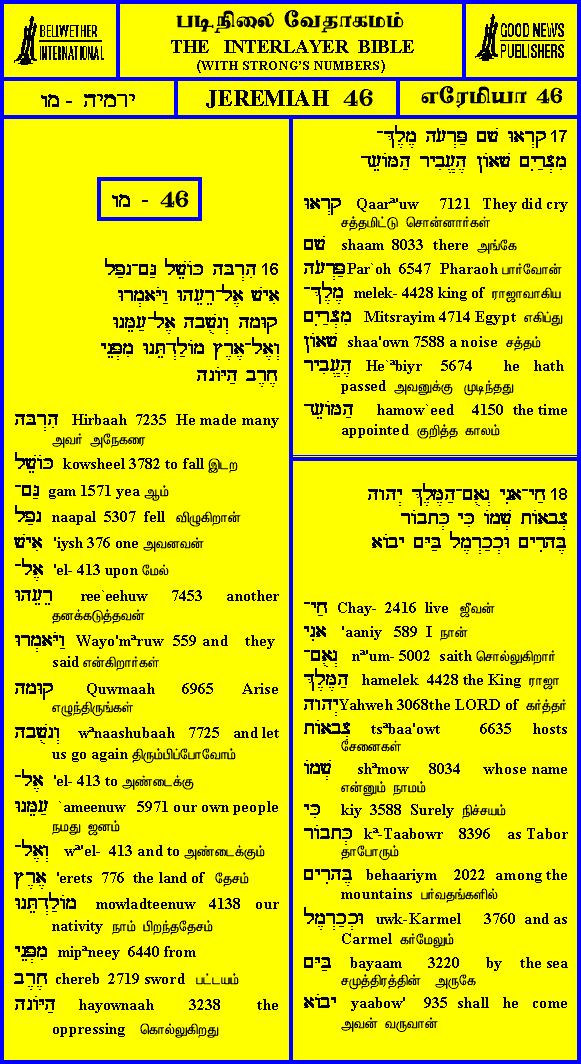 BELLWETHER
INTERNATIONAL
படிநிலை வேதாகமம்
THE INTERLAYER BIBLE
(WITH STRONG'S NUMBERS)
GOOD NEWS
PUBLISHERS
ירמיה - מו
JEREMIAH 46
எரேமியா 46
מו - 46
16 הִרְבָּה כּוֹשֵׁל גַּם־נָפַל
אִישׁ אֶל־רֵעֵהוּ וַיֹּאמְרוּ
קוּמָה וְנָשֻׁבָה אֶל־עַמֵּנוּ
וְאֶל־אֶרֶץ מוֹלַדְתֵּנוּ מִפְּנֵי
חֶרֶב הַיּוֹנָה
הִרְבָּה Hirbaah 7235 He made many
அவர் அநேகரை
כּוֹשֵׁל kowsheel 3782 to fall இடற
גַּם־ gam 1571 yea ஆம்
נָפַל naapal 5307 fell விழுகிறான்
אִישׁ 'iysh 376 one அவனவன்
אֶל־ 'el- 413 upon மேல்
רֵעֵהוּ ree`eehuw 7453 another
தனக்கடுத்தவன்
וַיֹּאמְרוּ Wayo'mªruw 559 and they
said என்கிறார்கள்
קוּמָה Quwmaah 6965 Arise
எழுந்திருங்கள்
וְנָשֻׁבָה wªnaashubaah 7725 and let
us go again திரும்பிப்போவோம்
אֶל־ 'el- 413 to அண்டைக்கு
עַמֵּנוּ `ameenuw 5971 our own people
நமது ஜனம்
וְאֶל־ wª'el- 413 and to அண்டைக்கும்
אֶרֶץ 'erets 776 the land of தேசம்
מוֹלַדְתֵּנוּ mowladteenuw 4138 our
nativity நாம் பிறந்ததேசம்
מִפְּנֵי mipªneey 6440 from
חֶרֶב chereb 2719 sword பட்டயம்
הַיּוֹנָה hayownaah 3238 the
oppressing கொல்லுகிறது
17 קָרְאוּ שָׁם פַּרְעֹה מֶלֶךְ־
מִצְרַיִם שָׁאוֹן הֶעֱבִיר הַמּוֹעֵד
קָרְאוּ Qaarª'uw 7121 They did cry
சத்தமிட்டு சொன்னார்கள்
שָׁם shaam 8033 there அங்கே
פַּרְעֹה Par`oh 6547 Pharaoh பார்வோன்
מֶלֶךְ־ melek- 4428 king of ராஜாவாகிய
מִצְרַיִם Mitsrayim 4714 Egypt எகிப்து
שָׁאוֹן shaa'own 7588 a noise சத்தம்
הֶעֱבִיר He`ªbiyr 5674 he hath
passed அவனுக்கு முடிந்தது
הַמּוֹעֵד hamow`eed 4150 the time
appointed குறித்த காலம்
18 חַי־אָנִי נְאֻם־הַמֶּלֶךְ יְהוָה
צְבָאוֹת שְׁמוֹ כִּי כְּתָבוֹר
בֶּהָרִים וּכְכַרְמֶל בַּיָּם יָבוֹא
חַי־ Chay- 2416 live ஜீவன்
אָנִי 'aaniy 589 I நான்
נְאֻם־ nª'um- 5002 saith சொல்லுகிறார்
הַמֶּלֶךְ hamelek 4428 the King ராஜா
יְהוָה Yahweh 3068the LORD of கர்த்தர்
צְבָאוֹת tsªbaa'owt 6635 hosts
சேனைகள்
שְׁמוֹ shªmow 8034 whose name
என்னும் நாமம்
כִּי kiy 3588 Surely நிச்சயம்
כְּתָבוֹר kª-Taabowr 8396 as Tabor
தாபோரும்
בֶּהָרִים behaariym 2022 among the
mountains பர்வதங்களில்
וּכְכַרְמֶל uwk-Karmel 3760 and as
Carmel கர்மேலும்
בַּיָּם bayaam 3220 by the sea
சமுத்திரத்தின் அருகே
יָבוֹא yaabow' 935 shall he come
அவன் வருவான்